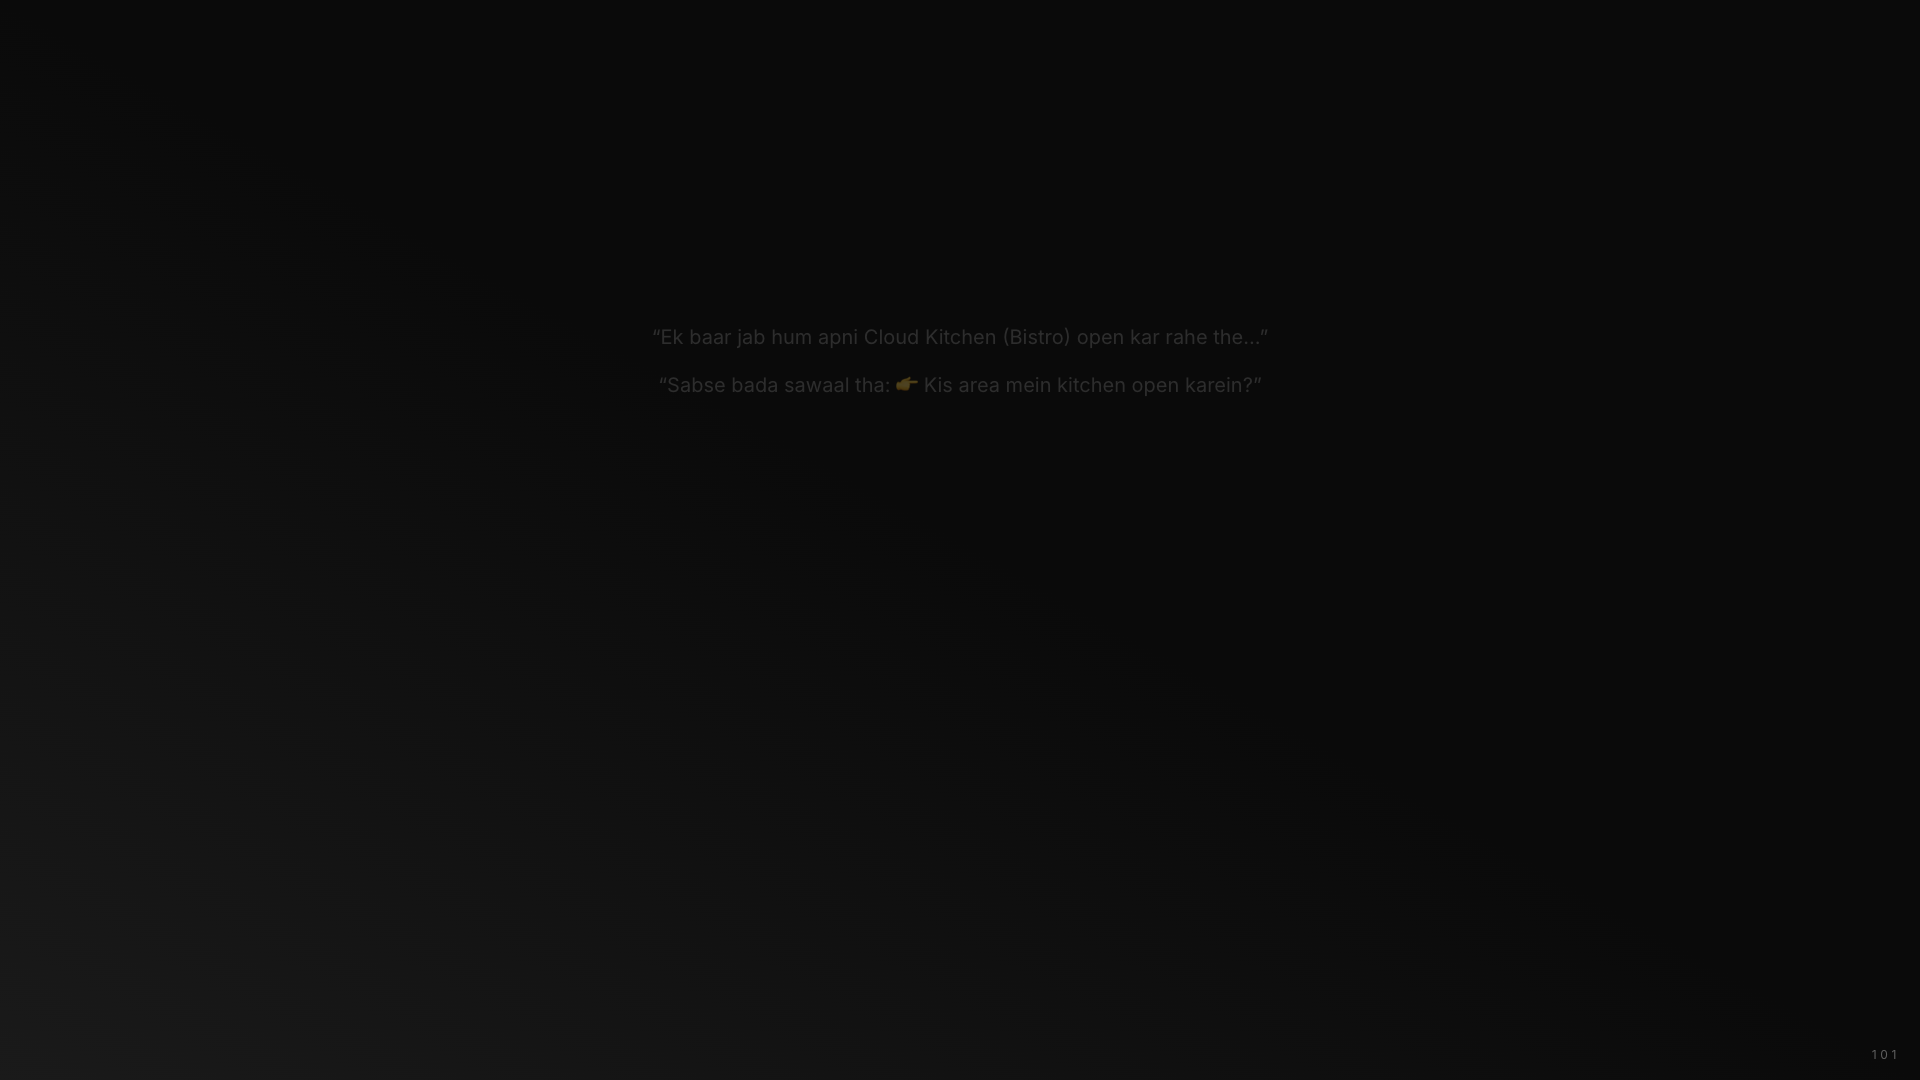 “Ek baar jab hum apni Cloud Kitchen (Bistro) open kar rahe the…”
“Sabse bada sawaal tha: 👉 Kis area mein kitchen open karein?”
101